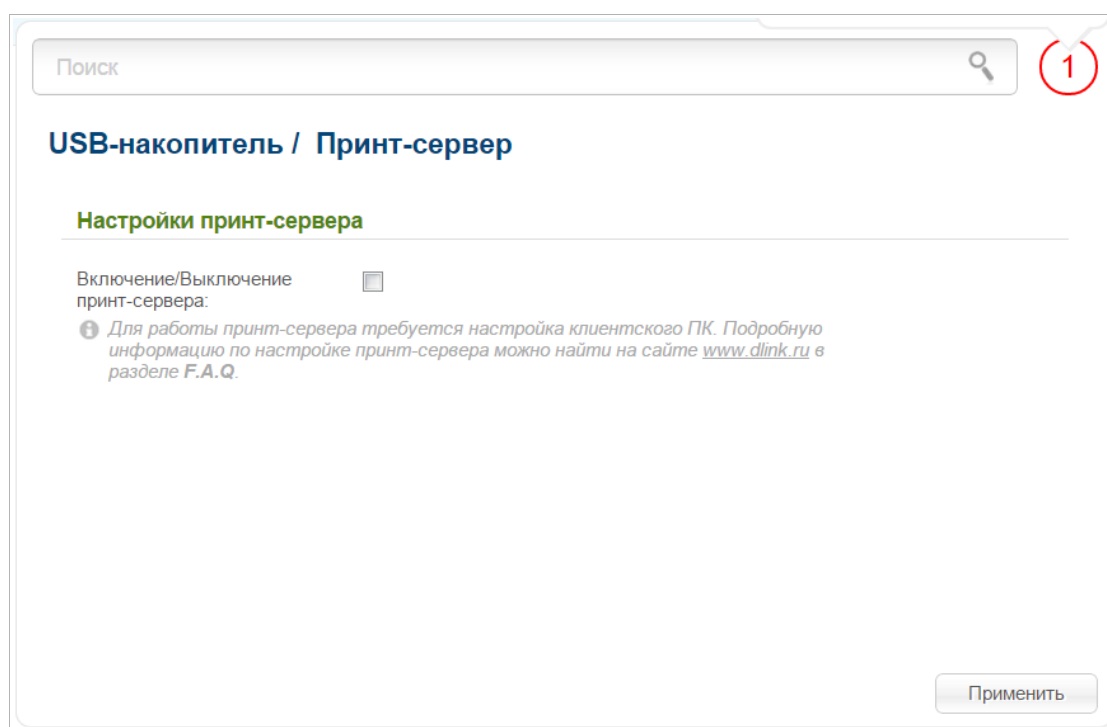 Поиск
1
USB-накопитель / Принт-сервер
Настройки принт-сервера
Включение/Выключение
принт-сервера:
Для работы принт-сервера требуется настройка клиентского ПК. Подробную
информацию по настройке принт-сервера можно найти на сайте www.dlink.ru в
разделе F.A.Q.
Применить